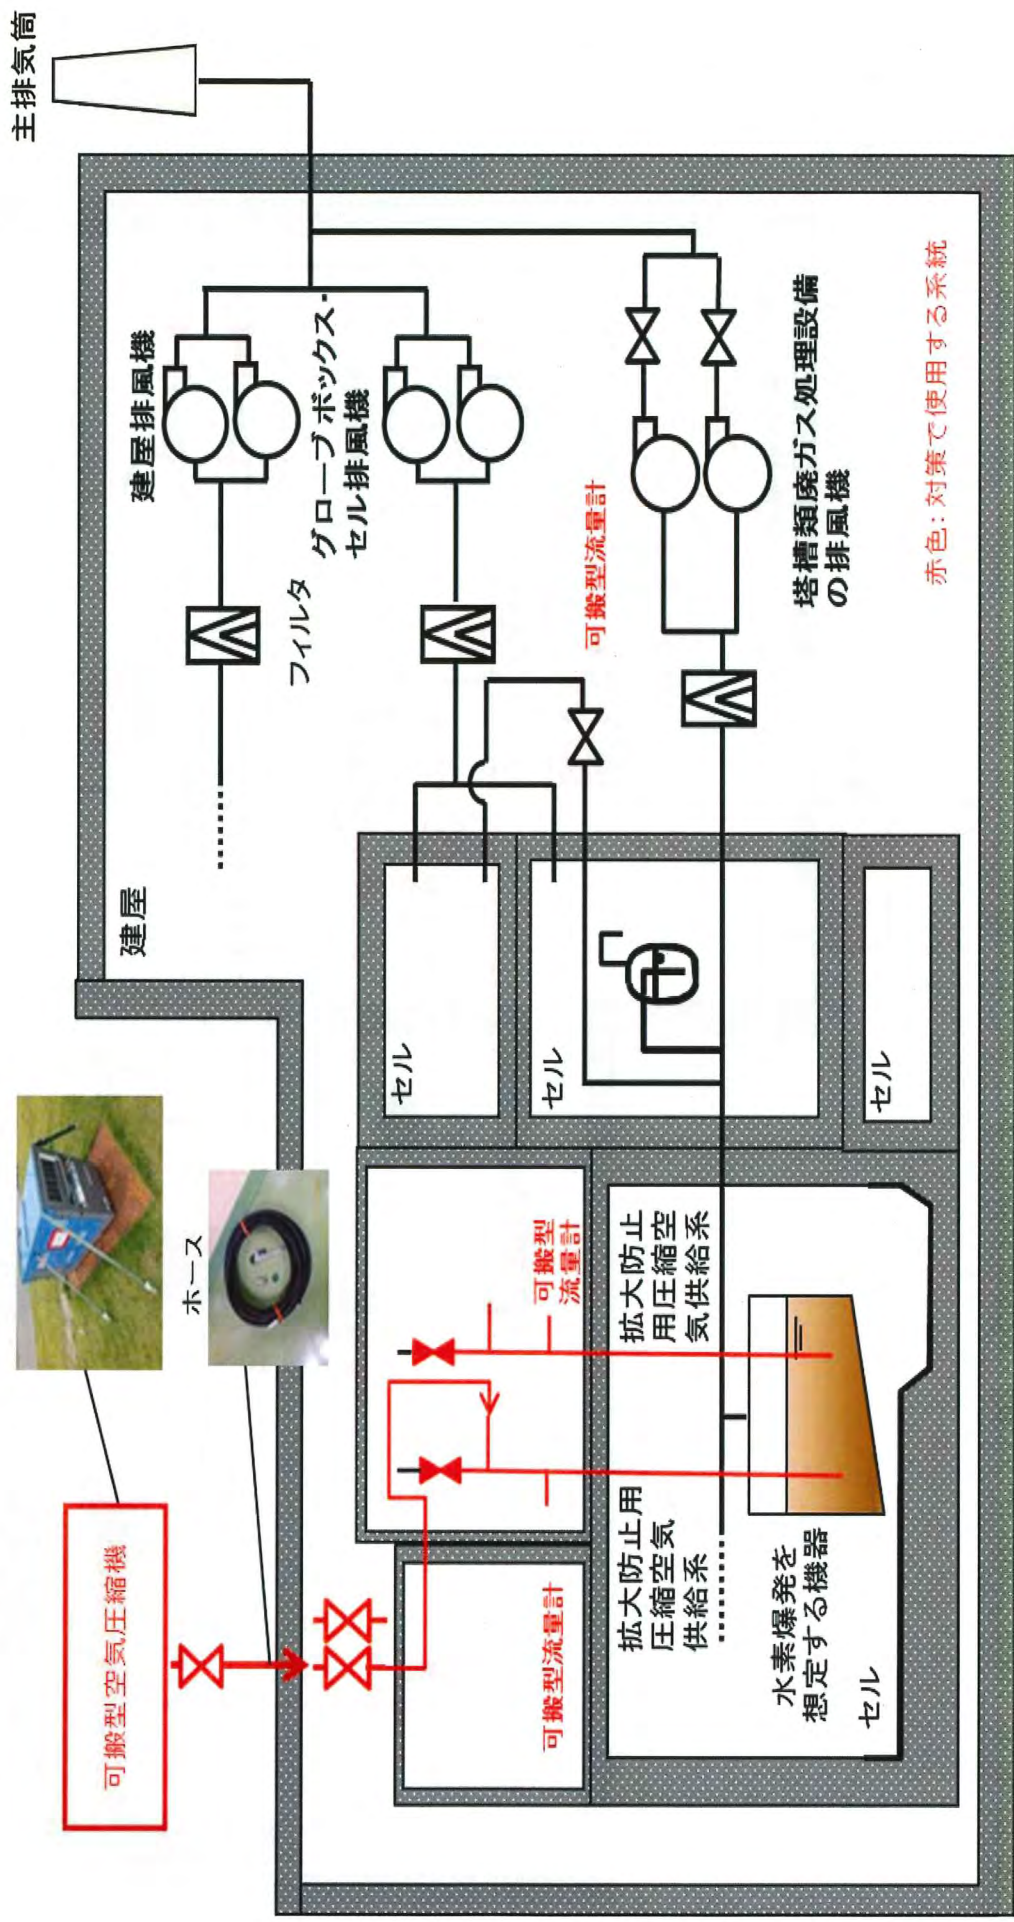 可搬型空気圧縮機
ホース
建屋
主排気筒
建屋排風機
フィルタ
グローブボックス・
セル排風機
可搬型流量計
可搬型
流量計
可搬型流量計
セル
セル
セル
拡大防止用
圧縮空気
供給系
拡大防止
用圧縮空
気供給系
水素爆発を
想定する機器
セル
塔槽類廃ガス処理設備
の排風機
赤色：対策で使用する系統